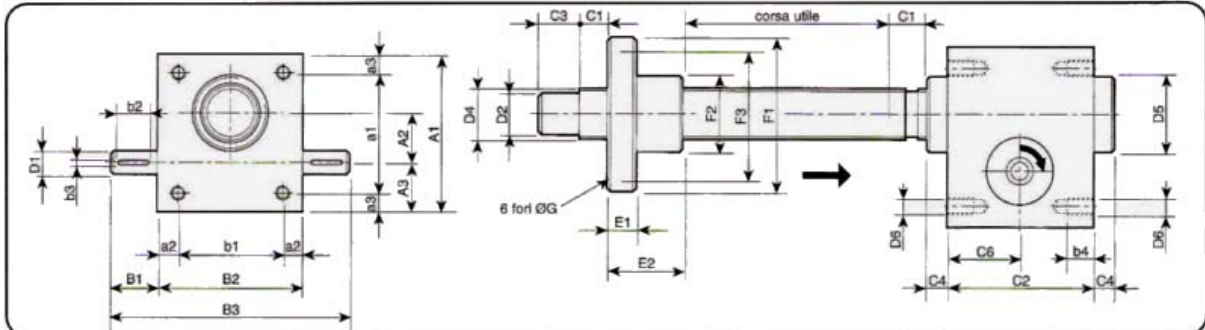 C3 C1 corsa utile C1
a3
b2
a1
A2
A1
D1
b3
A3
a3
a2 b1 a2
B1 B2
B3
D4
D2
F2
F3
F1
6 fori ØG
E1
E2
D5
D6
D6
C6 b4
C4 C2 C4